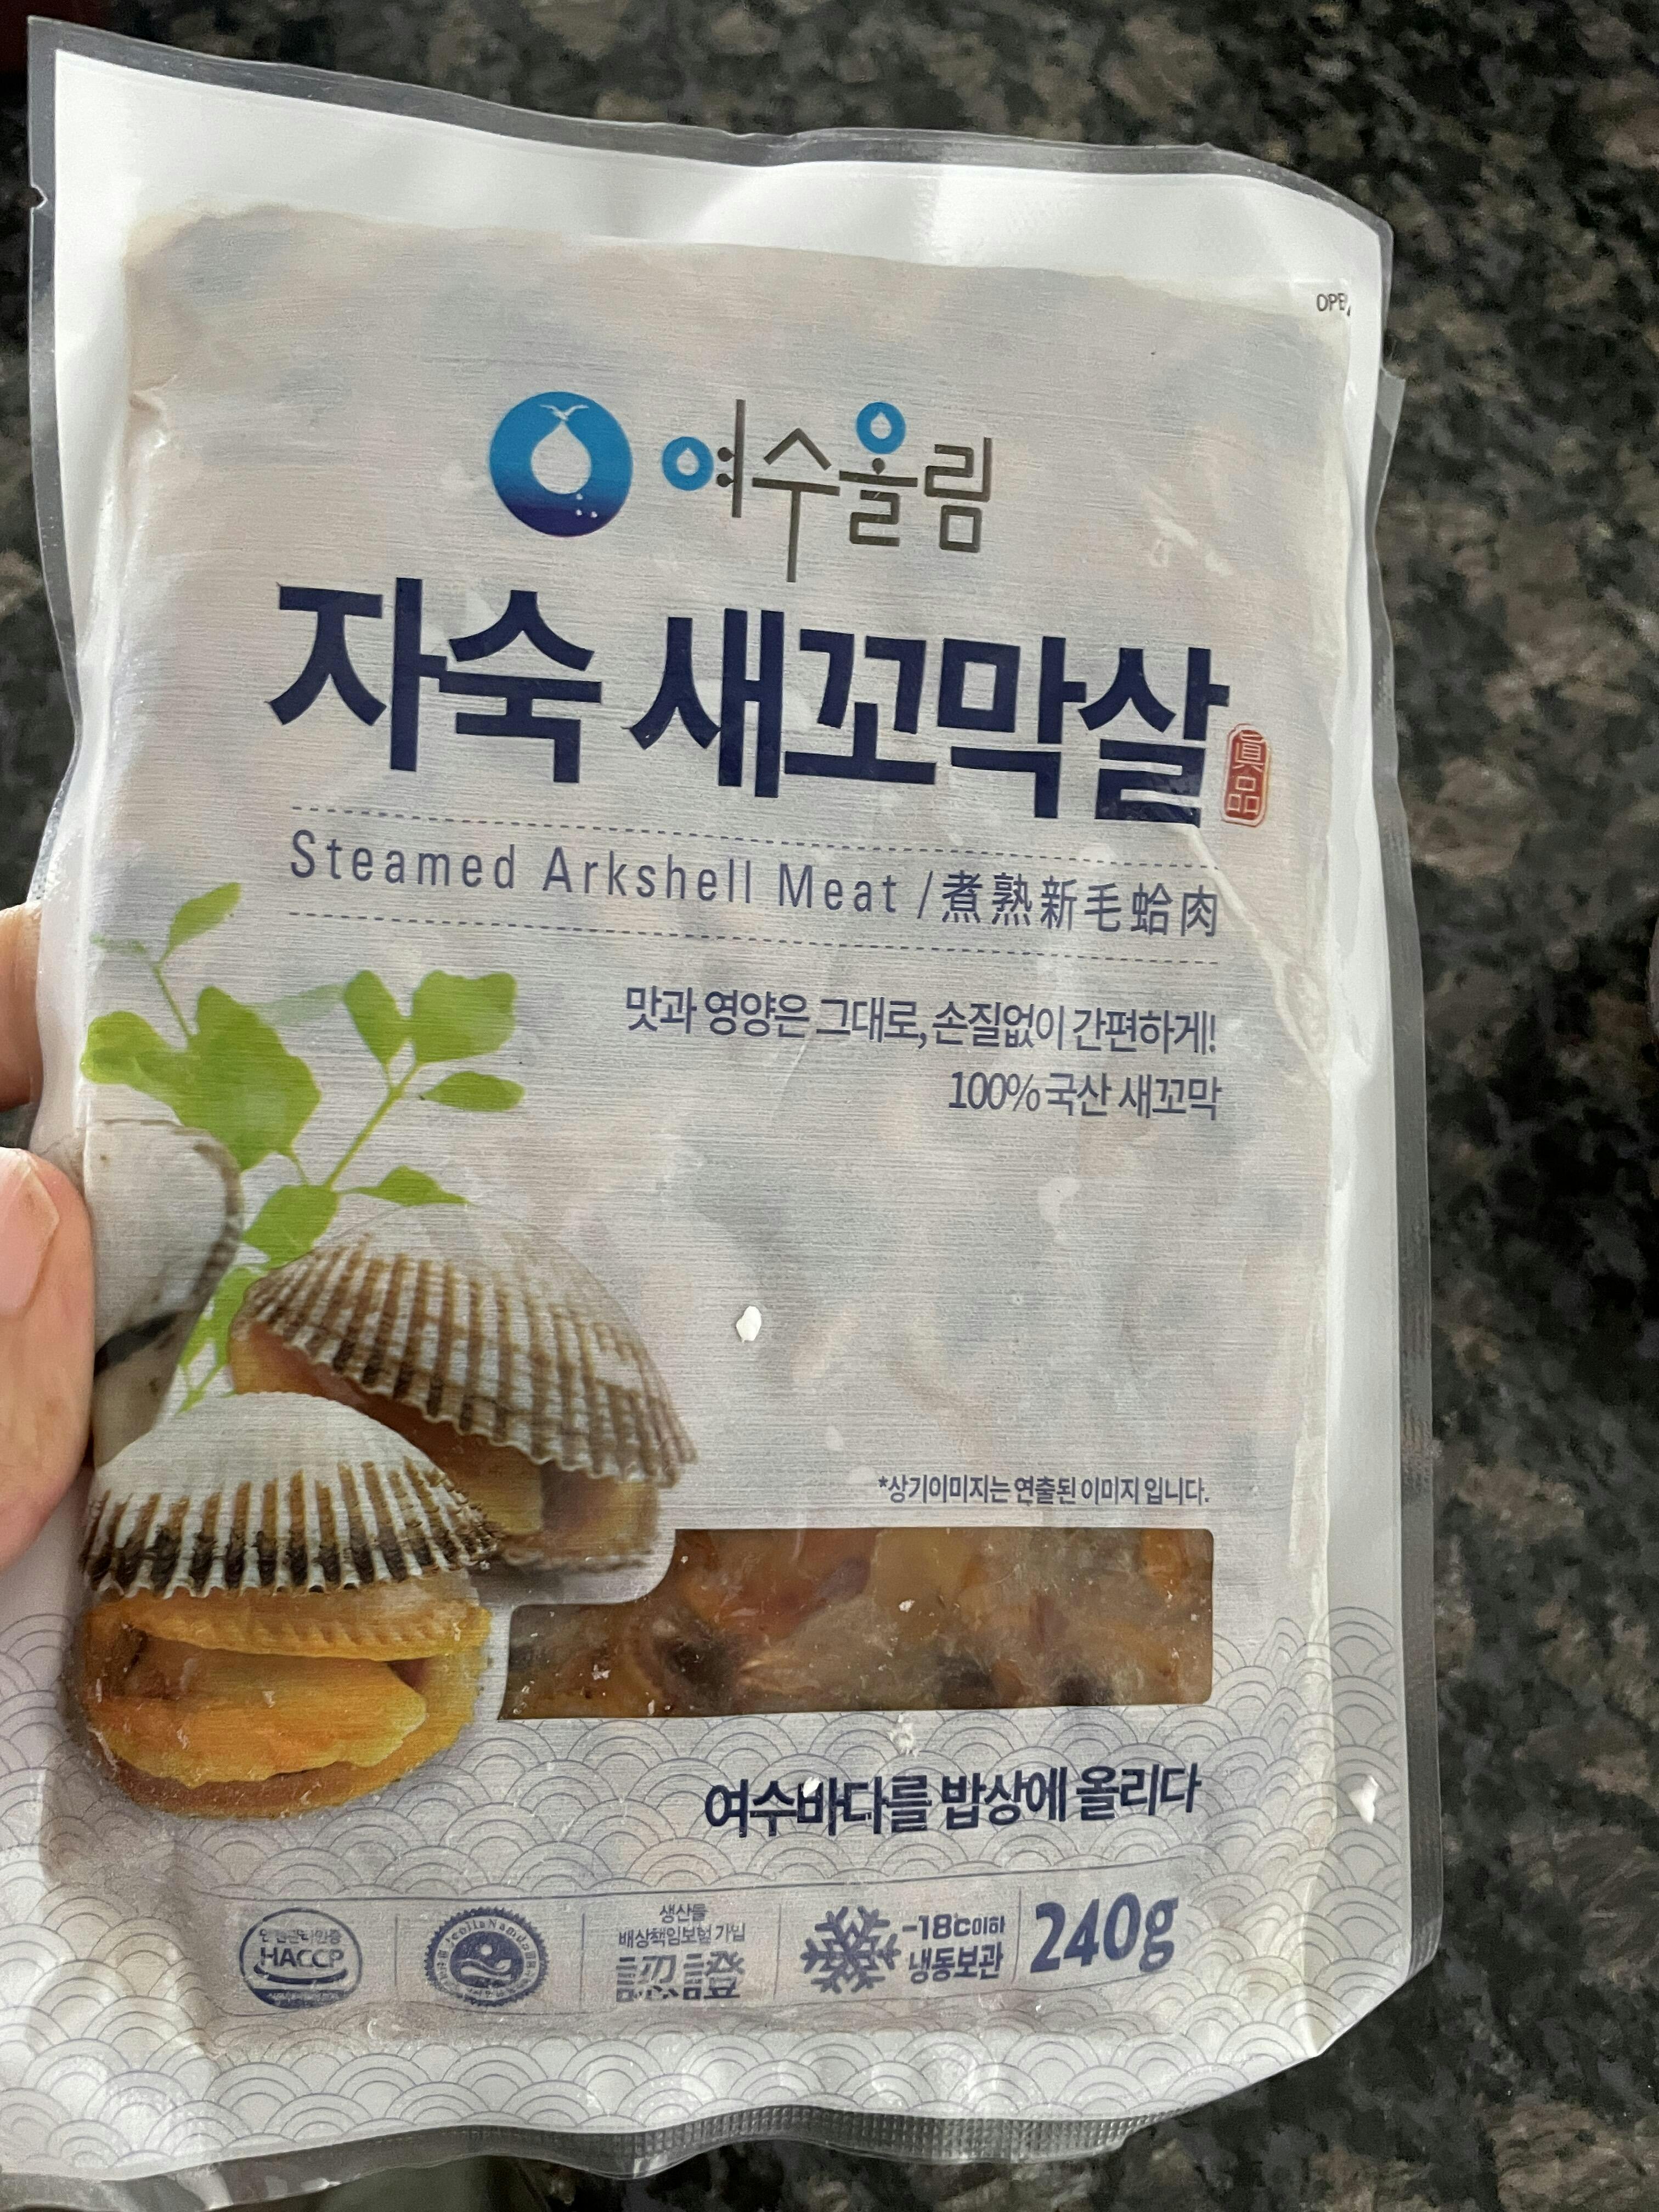 OPE
여수올림
자숙 새꼬막살
眞品
Steamed Arkshell Meat / 煮熟新毛蛤肉
맛과 영양은 그대로, 손질없이 간편하게!
100% 국산 새꼬막
*상기이미지는 연출된 이미지 입니다.
여수바다를 밥상에 올리다
HACCP
생산물
배상책임보험 가입
認證
-18℃이하
냉동보관
240g